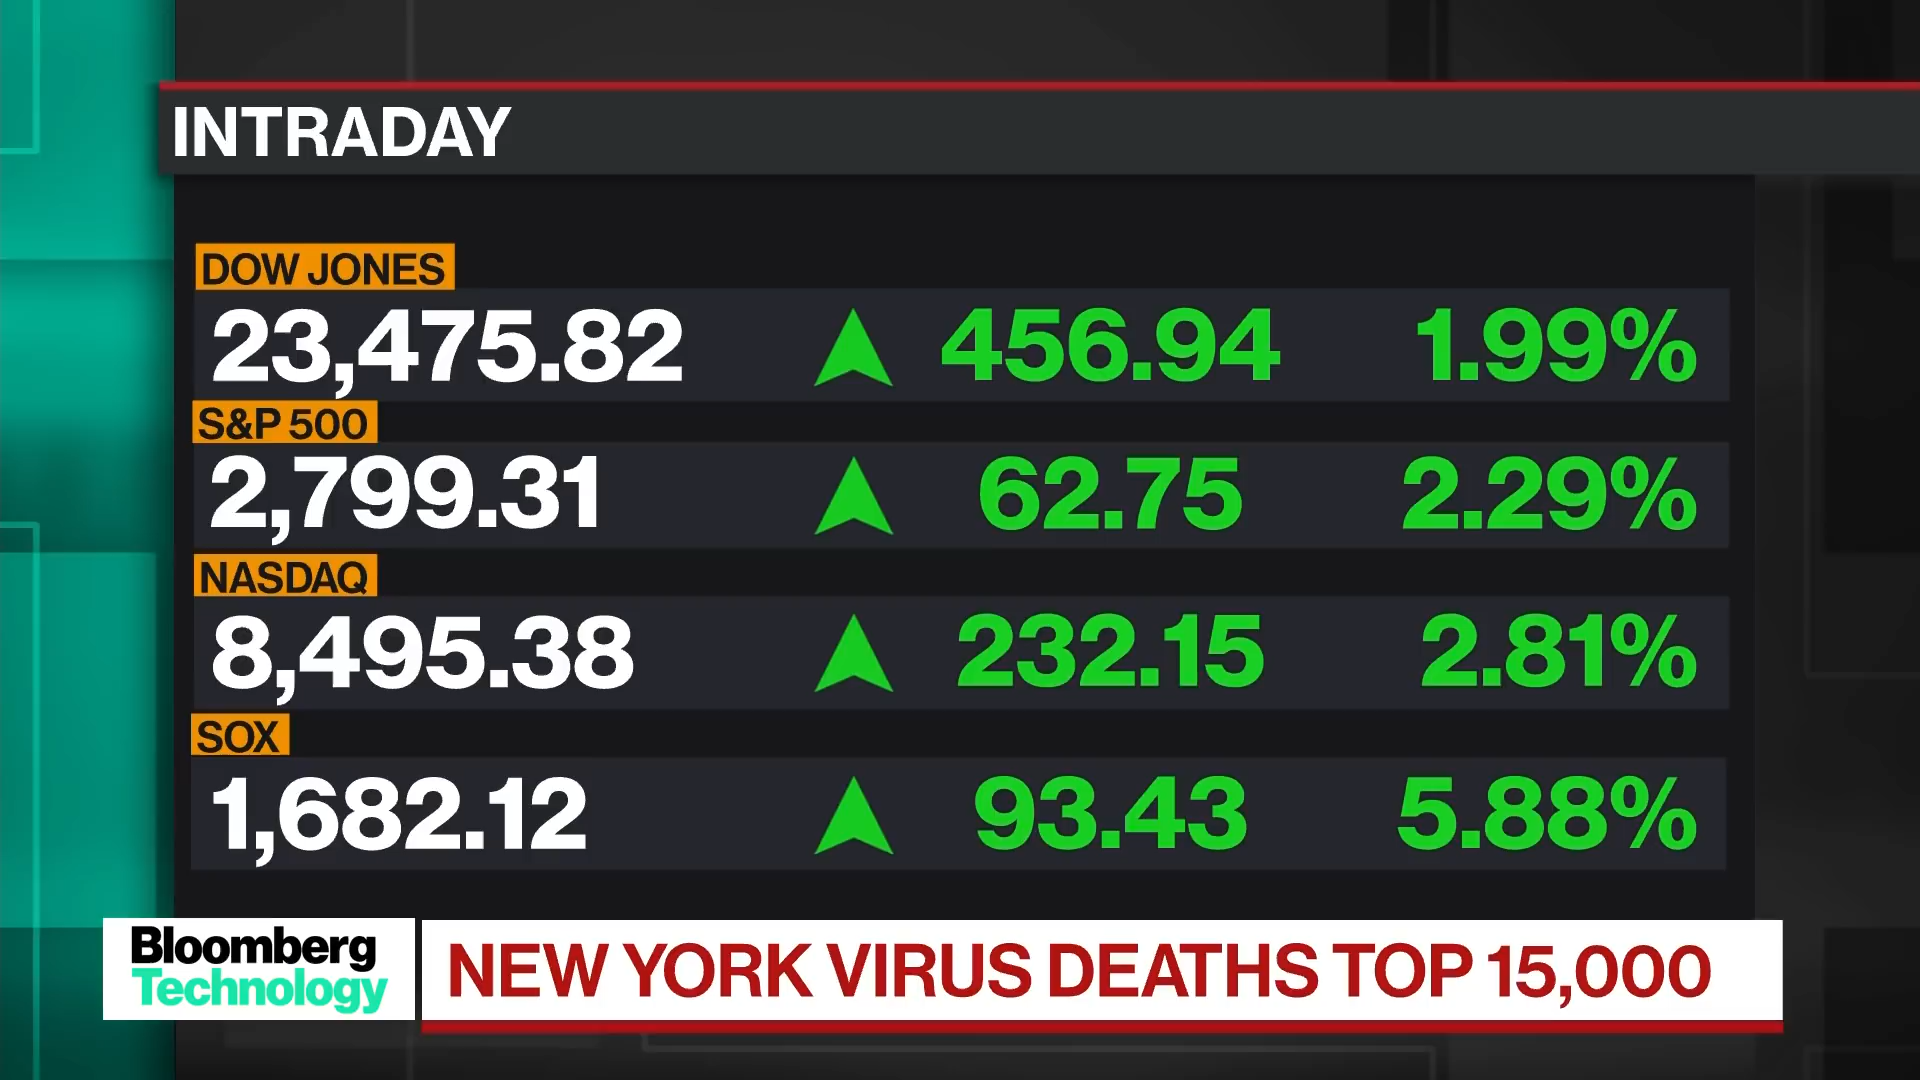 INTRADAY
DOW JONES
23,475.82 456.94 1.99%
S&P 500
2,799.31 62.75 2.29%
NASDAQ
8,495.38 232.15 2.81%
SOX
1,682.12 93.43 5.88%
Bloomberg
Technology
NEW YORK VIRUS DEATHS TOP 15,000